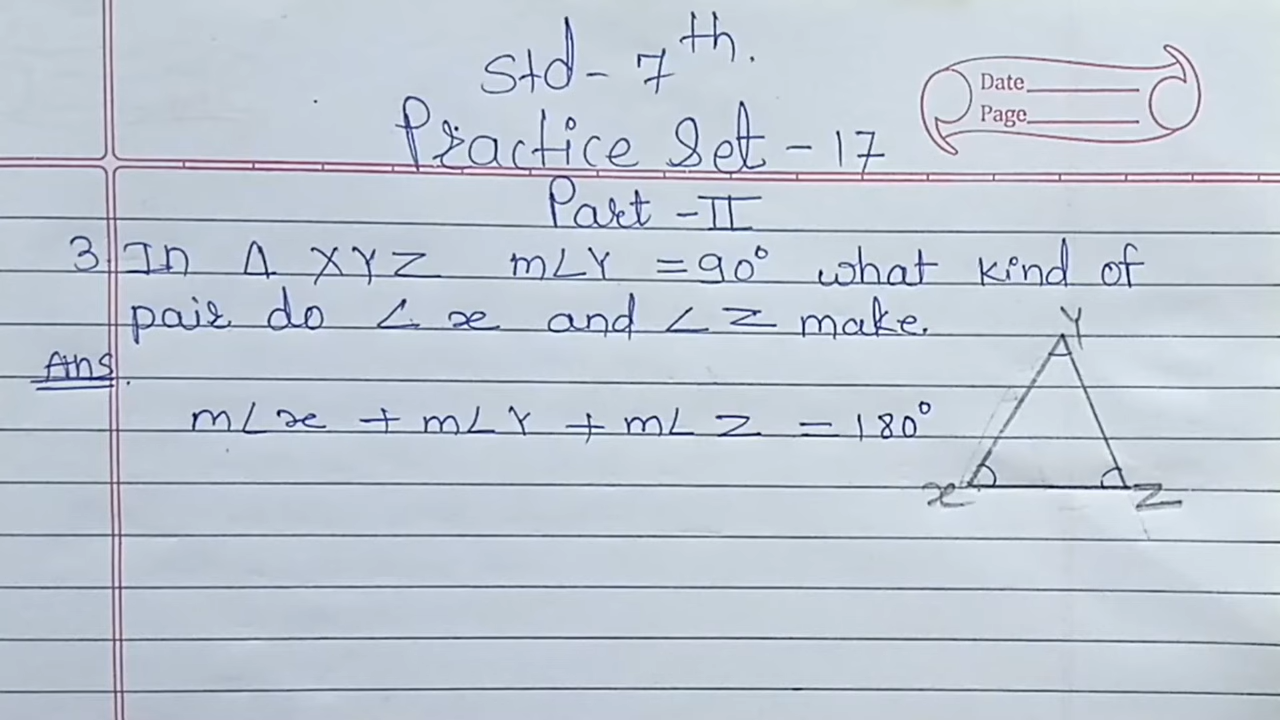 Std - 7th.
Date
Page
Practice Set - 17
Part - II
3 In Δ XYZ m∠Y = 90° what kind of
pair do ∠x and ∠Z make.
Ans.
m∠x + m∠Y + m∠Z = 180°
Y
x
Z